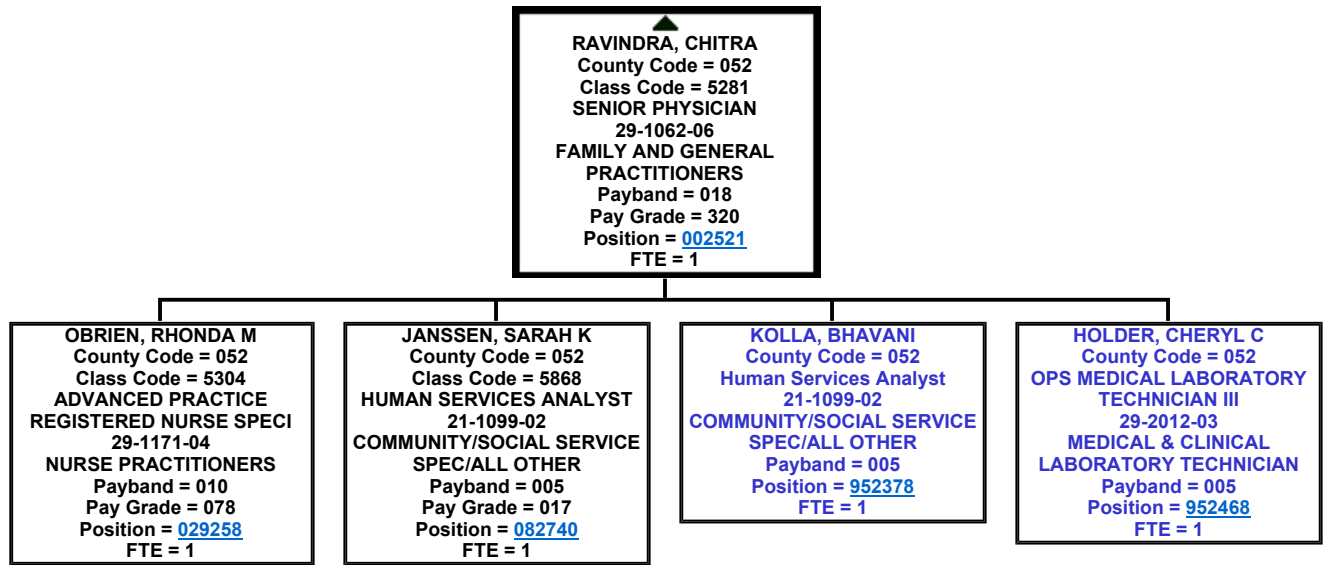 RAVINDRA, CHITRA
County Code = 052
Class Code = 5281
SENIOR PHYSICIAN
29-1062-06
FAMILY AND GENERAL
PRACTITIONERS
Payband = 018
Pay Grade = 320
Position = 002521
FTE = 1
OBRIEN, RHONDA M
County Code = 052
Class Code = 5304
ADVANCED PRACTICE
REGISTERED NURSE SPECI
29-1171-04
NURSE PRACTITIONERS
Payband = 010
Pay Grade = 078
Position = 029258
FTE = 1
JANSSEN, SARAH K
County Code = 052
Class Code = 5868
HUMAN SERVICES ANALYST
21-1099-02
COMMUNITY/SOCIAL SERVICE
SPEC/ALL OTHER
Payband = 005
Pay Grade = 017
Position = 082740
FTE = 1
KOLLA, BHAVANI
County Code = 052
Human Services Analyst
21-1099-02
COMMUNITY/SOCIAL SERVICE
SPEC/ALL OTHER
Payband = 005
Position = 952378
FTE = 1
HOLDER, CHERYL C
County Code = 052
OPS MEDICAL LABORATORY
TECHNICIAN III
29-2012-03
MEDICAL & CLINICAL
LABORATORY TECHNICIAN
Payband = 005
Position = 952468
FTE = 1